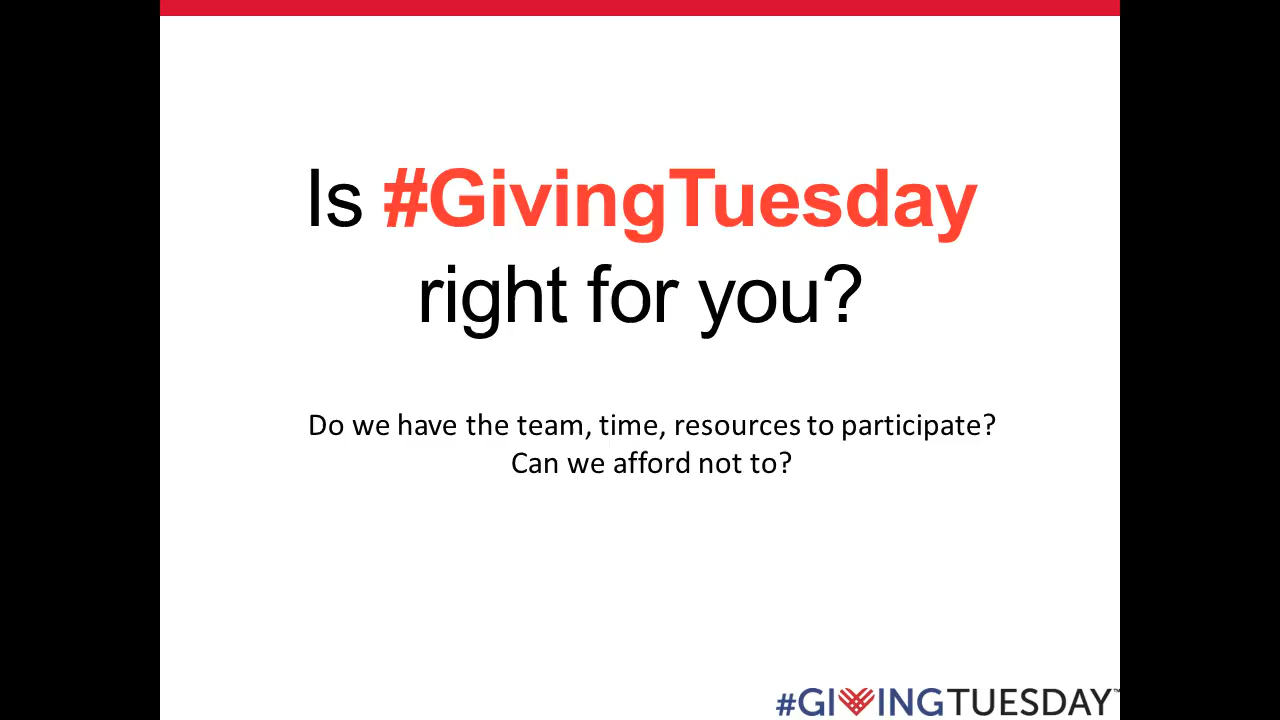 Is #GivingTuesday
right for you?
Do we have the team, time, resources to participate?
Can we afford not to?
#GIVINGTUESDAY™